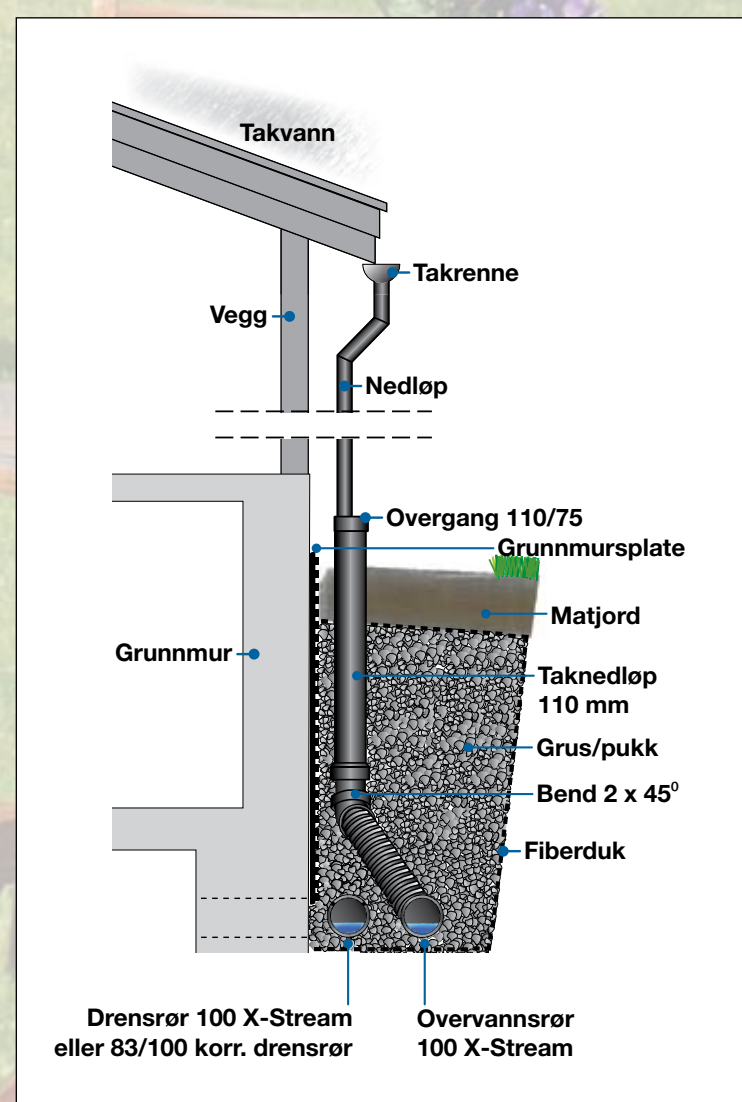 Takvann
Takrenne
Vegg
Nedløp
Overgang 110/75
Grunnmursplate
Matjord
Grunnmur
Taknedløp
110 mm
Grus/pukk
Bend 2 x 45⁰
Fiberduk
Drensrør 100 X-Stream
eller 83/100 korr. drensrør
Overvannsrør
100 X-Stream